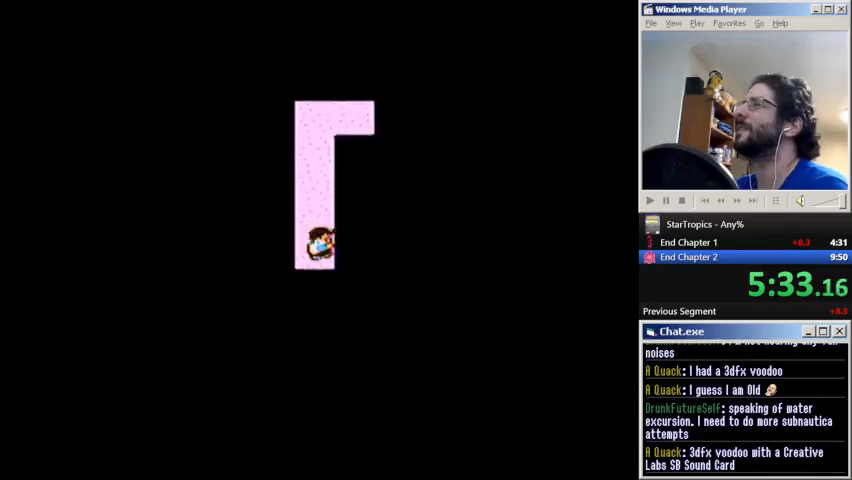 Windows Media Player
File View Play Favorites Go Help
StarTropics - Any%
End Chapter 1 +8.3 4:31
End Chapter 2 9:50
5:33.16
Previous Segment +8.3
Chat.exe
noises
A Quack: I had a 3dfx voodoo
A Quack: I guess I am Old
DrunkFutureSelf: speaking of water
excursion. I need to do more subnautica
attempts
A Quack: 3dfx voodoo with a Creative
Labs SB Sound Card